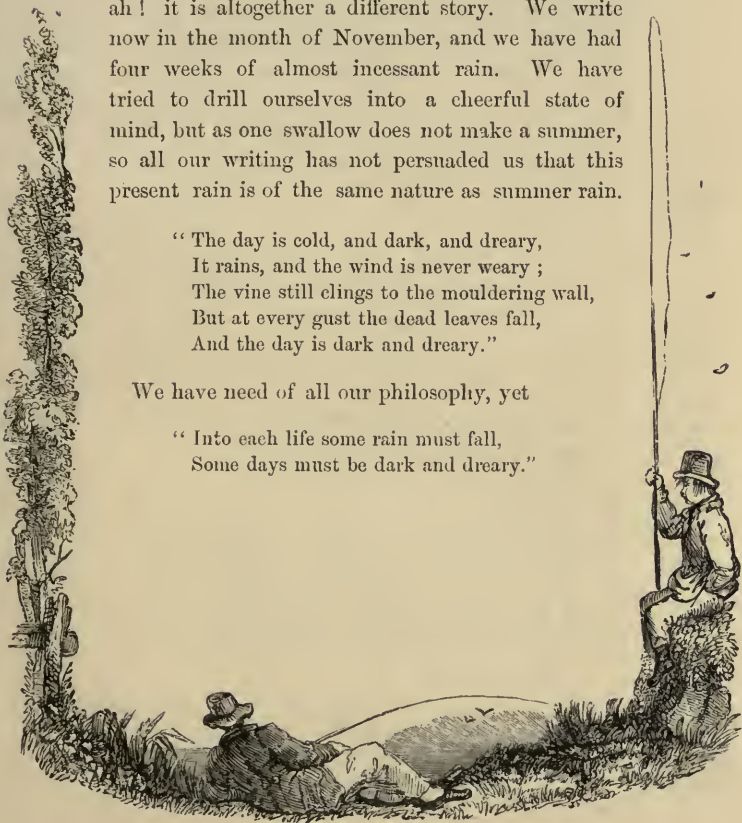 ah ! it is altogether a different story. We write
now in the month of November, and we have had
four weeks of almost incessant rain. We have
tried to drill ourselves into a cheerful state of
mind, but as one swallow does not make a summer,
so all our writing has not persuaded us that this
present rain is of the same nature as summer rain.
“ The day is cold, and dark, and dreary,
It rains, and the wind is never weary ;
The vine still clings to the mouldering wall,
But at every gust the dead leaves fall,
And the day is dark and dreary.”
We have need of all our philosophy, yet
“ Into each life some rain must fall,
Some days must be dark and dreary.”